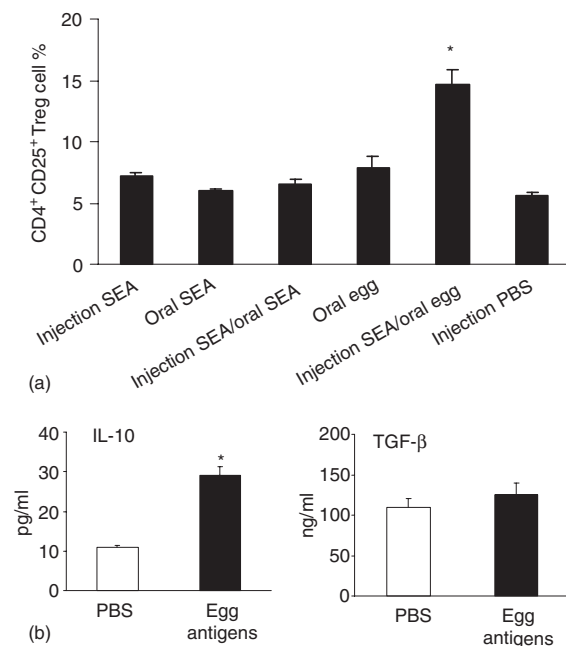 20
15
10
5
0
CD4+ CD25+ Treg cell %
*
Injection SEA
Oral SEA
Injection SEA/oral SEA
Oral egg
Injection SEA/oral egg
Injection PBS
(a)
40
30
20
10
0
pg/ml
IL-10
*
PBS
Egg
antigens
200
150
100
50
0
ng/ml
TGF-β
PBS
Egg
antigens
(b)